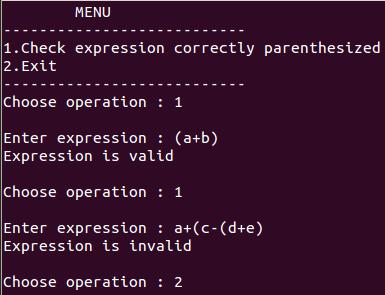 MENU
---------------------------
1.Check expression correctly parenthesized
2.Exit
---------------------------
Choose operation : 1
Enter expression : (a+b)
Expression is valid
Choose operation : 1
Enter expression : a+(c-(d+e)
Expression is invalid
Choose operation : 2